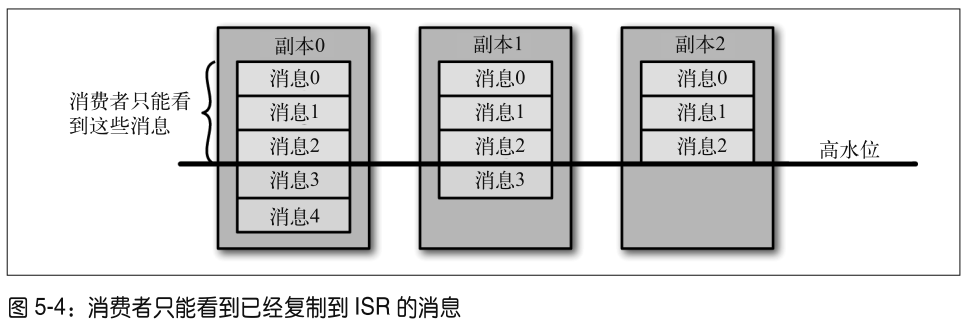 副本0
消息0
消息1
消息2
消息3
消息4
副本1
消息0
消息1
消息2
消息3
副本2
消息0
消息1
消息2
消费者只能看
到这些消息
高水位
图 5-4：消费者只能看到已经复制到 ISR 的消息